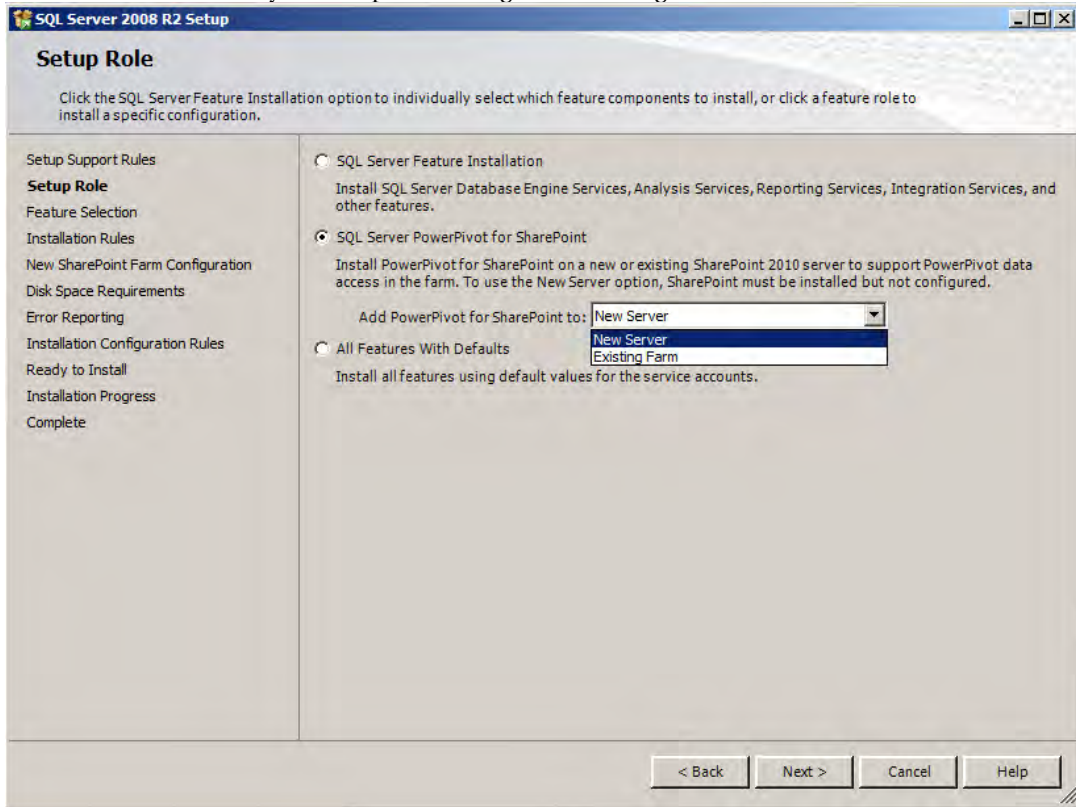 SQL Server 2008 R2 Setup
Setup Role
Click the SQL Server Feature Installation option to individually select which feature components to install, or click a feature role to
install a specific configuration.
Setup Support Rules
Setup Role
Feature Selection
Installation Rules
New SharePoint Farm Configuration
Disk Space Requirements
Error Reporting
Installation Configuration Rules
Ready to Install
Installation Progress
Complete
SQL Server Feature Installation
Install SQL Server Database Engine Services, Analysis Services, Reporting Services, Integration Services, and
other features.
SQL Server PowerPivot for SharePoint
Install PowerPivot for SharePoint on a new or existing SharePoint 2010 server to support PowerPivot data
access in the farm. To use the New Server option, SharePoint must be installed but not configured.
Add PowerPivot for SharePoint to: New Server
New Server
Existing Farm
All Features With Defaults
Install all features using default values for the service accounts.
< Back Next > Cancel Help